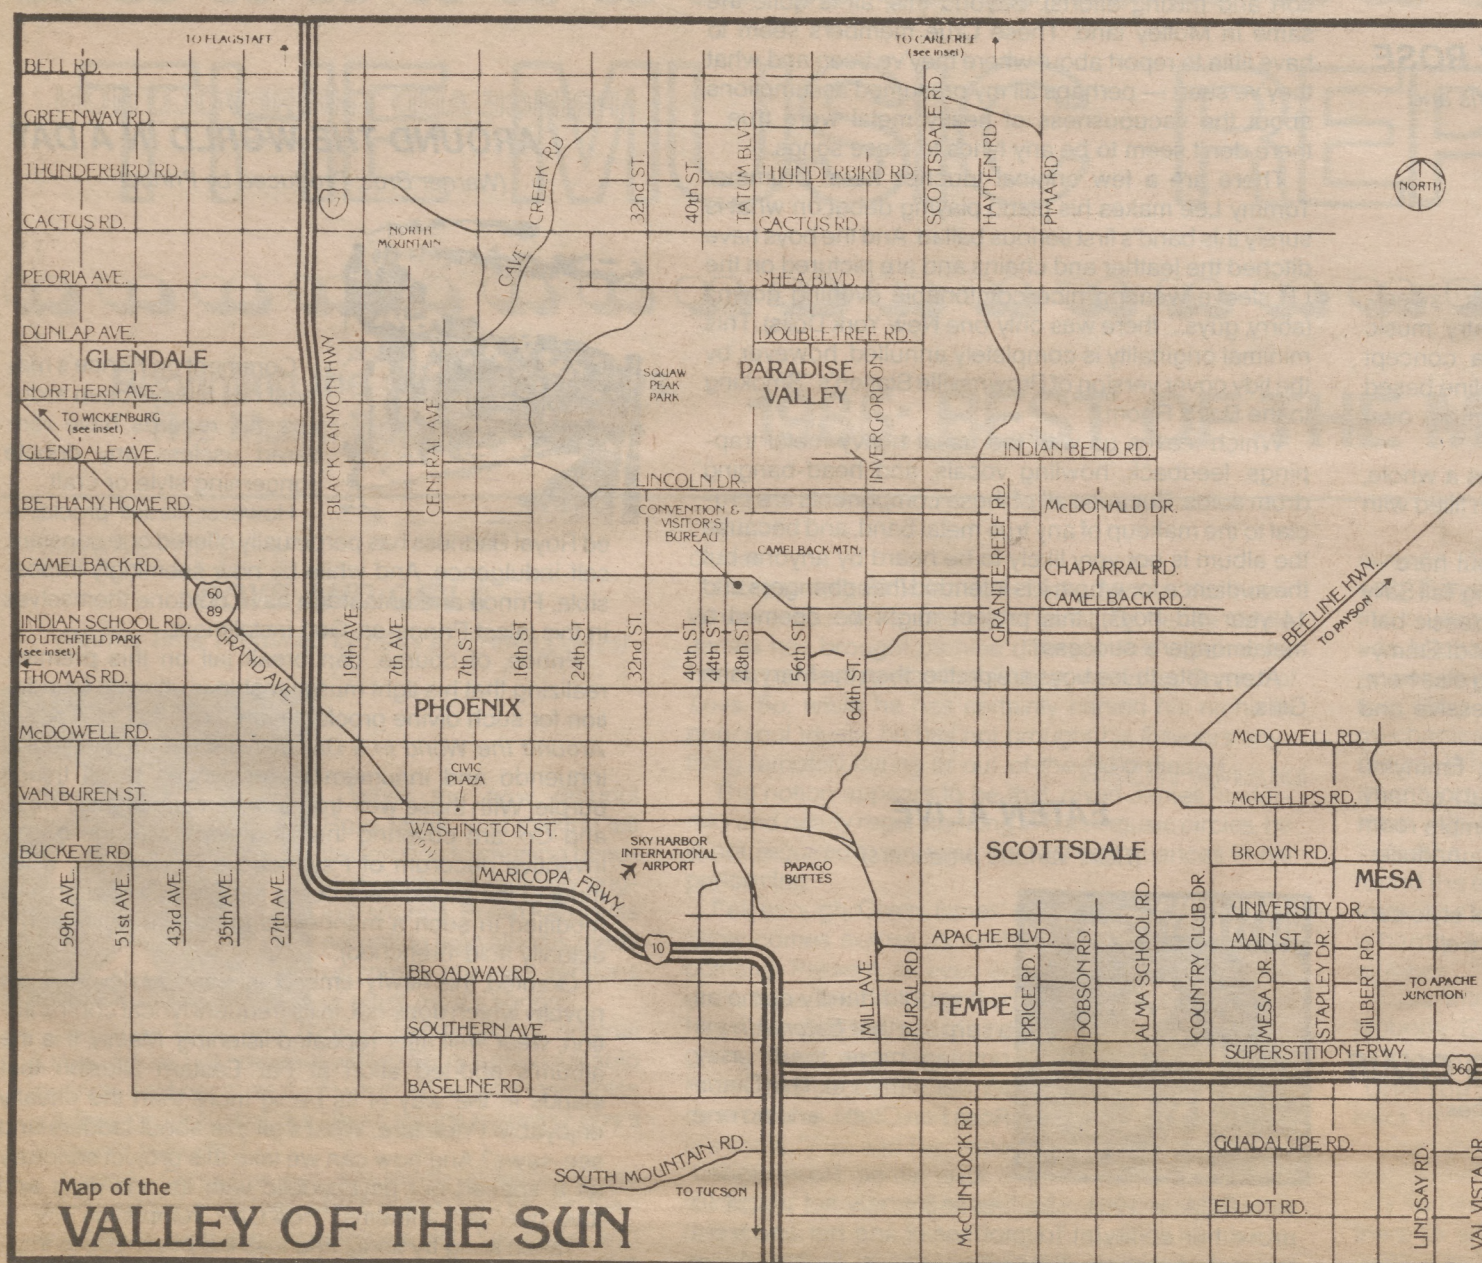 TO FLAGSTAFF
TO CAREFREE
(see inset)
BELL RD.
GREENWAY RD.
THUNDERBIRD RD.
CACTUS RD.
PEORIA AVE.
DUNLAP AVE.
GLENDALE
NORTHERN AVE.
TO WICKENBURG
(see inset)
GLENDALE AVE.
BETHANY HOME RD.
CAMELBACK RD.
60
89
INDIAN SCHOOL RD.
TO LITCHFIELD PARK
(see inset)
GRAND AVE.
THOMAS RD.
McDOWELL RD.
VAN BUREN ST.
BUCKEYE RD
59th AVE.
51st AVE.
43rd AVE.
35th AVE.
27th AVE.
17
BLACK CANYON HWY
NORTH
MOUNTAIN
CAVE CREEK RD
CENTRAL AVE.
32nd ST.
40th ST.
TATUM BLVD.
THUNDERBIRD RD.
CACTUS RD.
SHEA BLVD.
DOUBLETREE RD.
SCOTTSDALE RD.
HAYDEN RD.
PIMA RD.
NORTH
SQUAW
PEAK
PARK
PARADISE
VALLEY
INVERGORDON
INDIAN BEND RD.
LINCOLN DR.
CONVENTION &
VISITOR'S
BUREAU
CAMELBACK MTN.
McDONALD DR.
GRANITE REEF RD.
CHAPARRAL RD.
CAMELBACK RD.
BEELINE HWY.
TO PAYSON
19th AVE.
7th AVE.
7th ST.
16th ST.
24th ST.
32nd ST.
40th ST.
44th ST.
48th ST.
56th ST.
64th ST.
PHOENIX
CIVIC
PLAZA
WASHINGTON ST.
SKY HARBOR
INTERNATIONAL
AIRPORT
MARICOPA FRWY.
10
PAPAGO
BUTTES
SCOTTSDALE
McDOWELL RD.
McKELLIPS RD.
BROWN RD.
MESA
UNIVERSITY DR.
MAIN ST.
APACHE BLVD.
TEMPE
MILL AVE.
RURAL RD.
PRICE RD.
DOBSON RD.
ALMA SCHOOL RD.
COUNTRY CLUB DR.
MESA DR.
STAPLEY DR.
GILBERT RD.
TO APACHE
JUNCTION
BROADWAY RD.
SOUTHERN AVE.
BASELINE RD.
SUPERSTITION FRWY.
360
SOUTH MOUNTAIN RD.
TO TUCSON
McCLINTOCK RD.
GUADALUPE RD.
ELLIOT RD.
LINDSAY RD.
VAL VISTA DR.
Map of the
VALLEY OF THE SUN